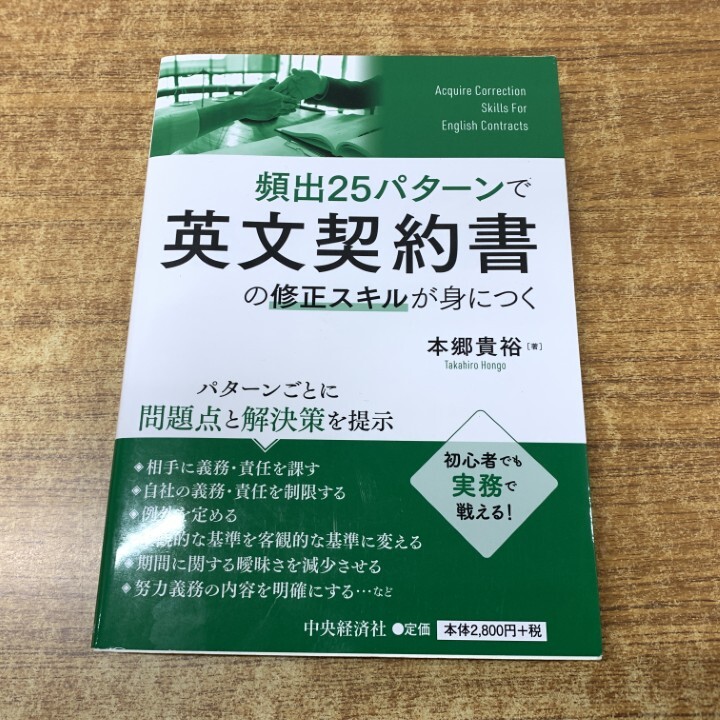 Acquire Correction
Skills For
English Contracts
頻出25パターンで
英文契約書
の修正スキルが身につく
本郷貴裕［著］
Takahiro Hongo
パターンごとに
問題点と解決策を提示
◈相手に義務・責任を課す
◈自社の義務・責任を制限する
◈例外を定める
観的な基準を客観的な基準に変える
◈期間に関する曖昧さを減少させる
◈努力義務の内容を明確にする…など
初心者でも
実務で
戦える!
中央経済社 ●定価 本体2,800円+税